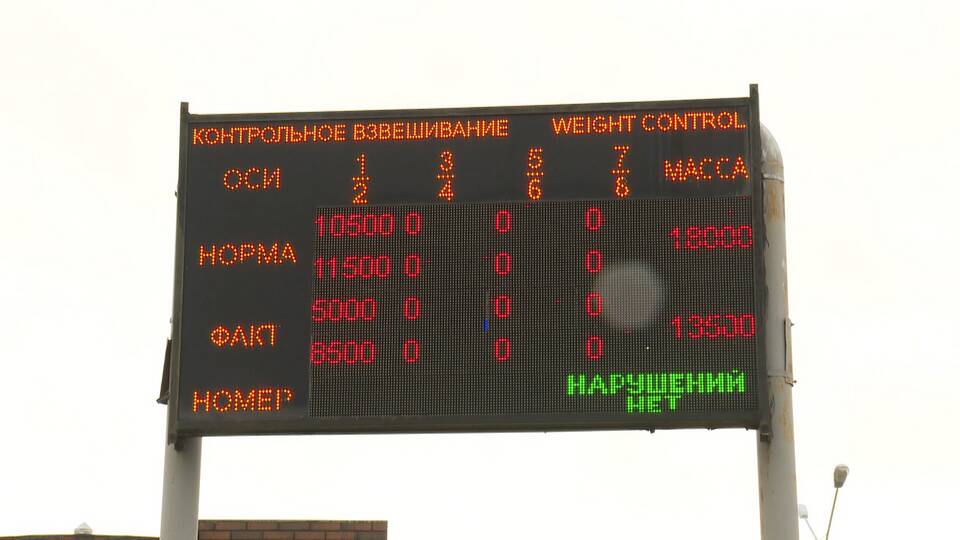 КОНТРОЛЬНОЕ ВЗВЕШИВАНИЕ WEIGHT CONTROL
ОСИ 1/2 3/4 5/6 7/8 МАССА
НОРМА
10500 0 0 0 18000
11500 0 0 0
ФАКТ
5000 0 0 0 13500
8500 0 0 0
НОМЕР
НАРУШЕНИЙ
НЕТ